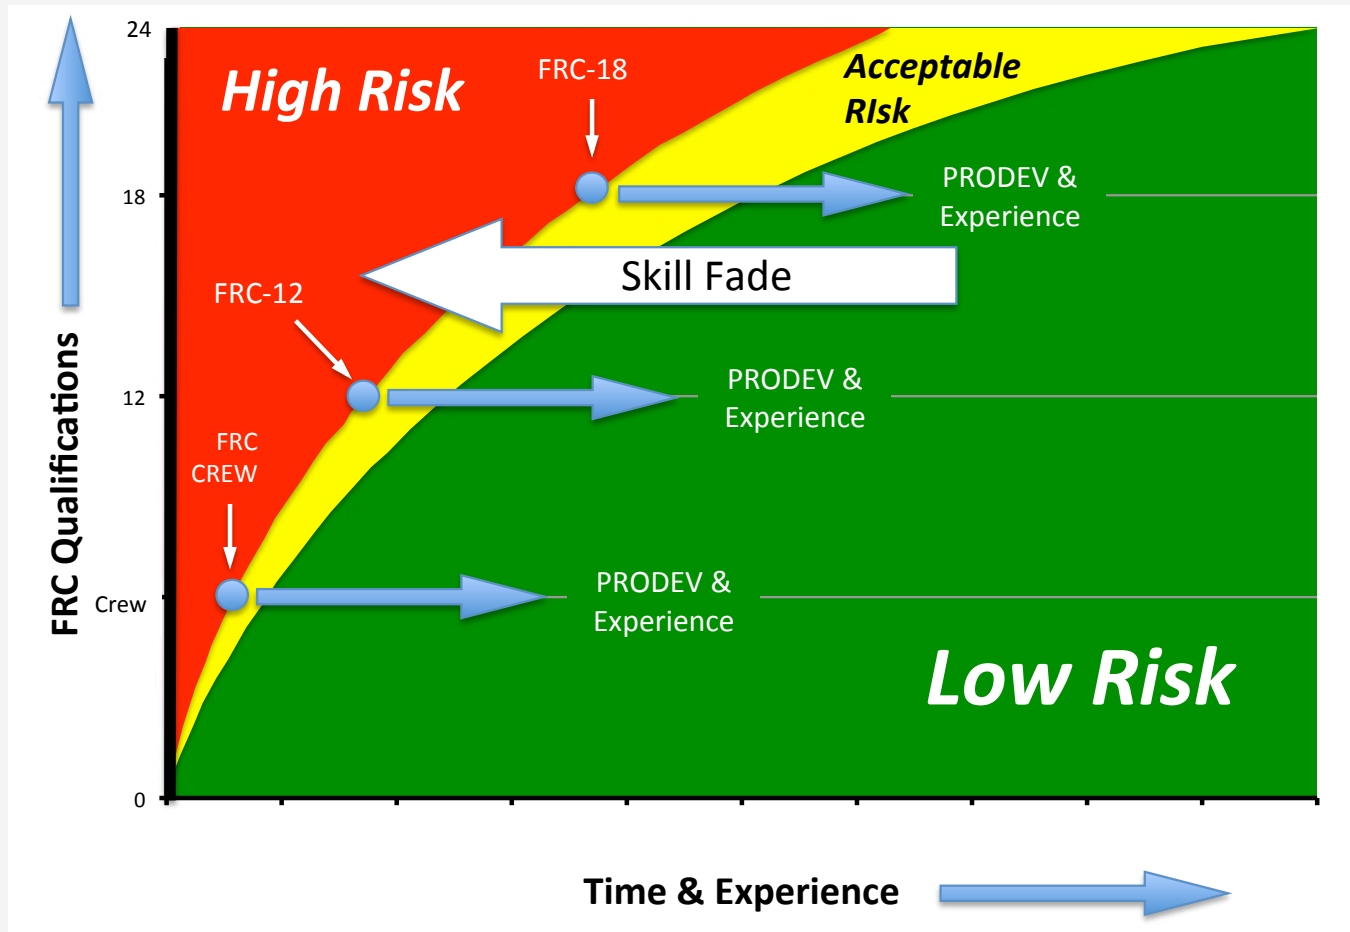 24
High Risk
FRC-18
Acceptable
RIsk
18
PRODEV &
Experience
Skill Fade
FRC-12
12
PRODEV &
Experience
FRC
CREW
Crew
PRODEV &
Experience
Low Risk
0
FRC Qualifications
Time & Experience